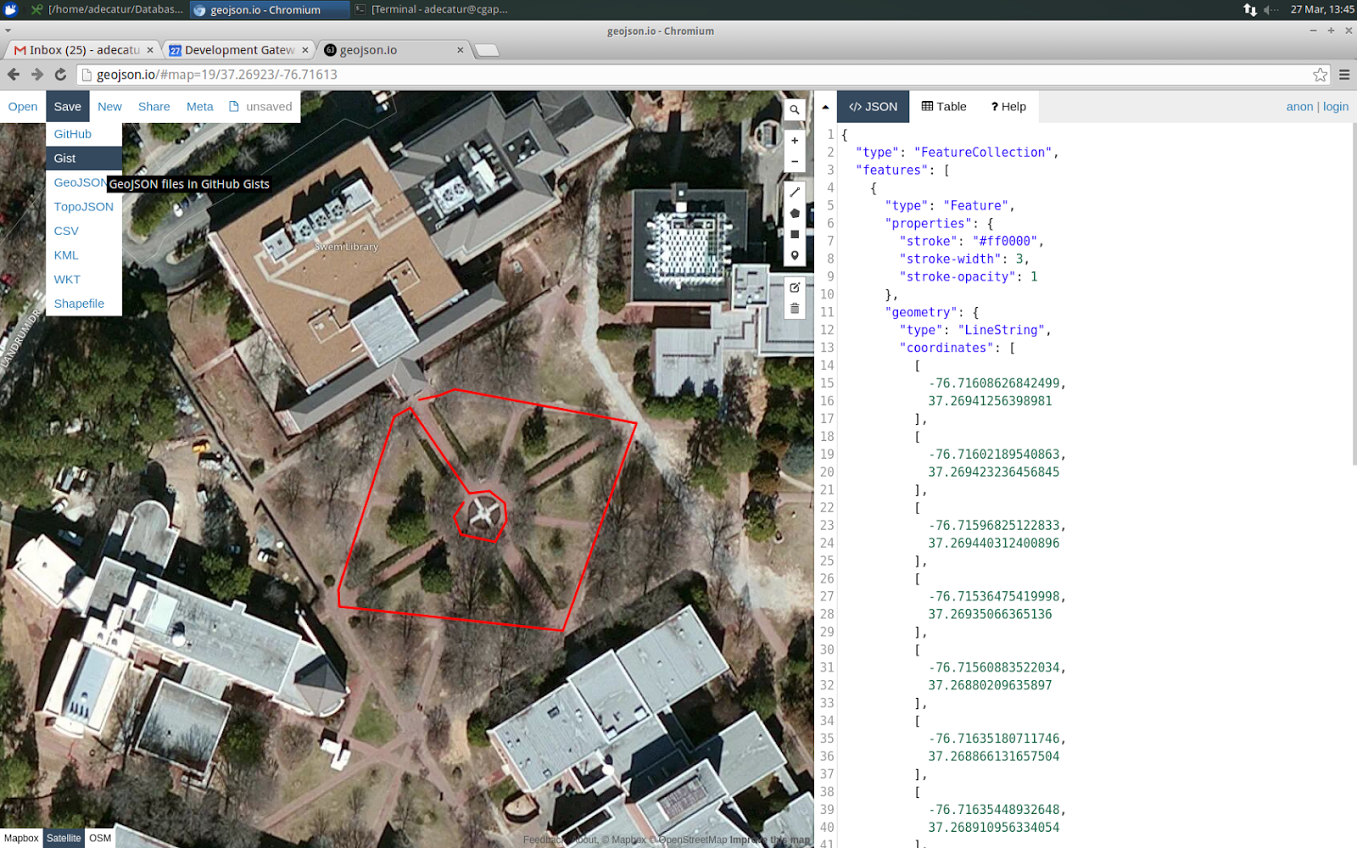 [/home/adecatur/Databas... geojson.io - Chromium [Terminal - adecatur@cgap... 27 Mar, 13:45
geojson.io - Chromium
Inbox (25) - adecatu 27 Development Gatew geojson.io
geojson.io/#map=19/37.26923/-76.71613
Open Save New Share Meta unsaved </> JSON Table ? Help anon | login
GitHub
Gist
GeoJSON GeoJSON files in GitHub Gists
TopoJSON
CSV
KML
WKT
Shapefile
Swem Library
LANDRUM DR
1 {
2 "type": "FeatureCollection",
3 "features": [
4 {
5 "type": "Feature",
6 "properties": {
7 "stroke": "#ff0000",
8 "stroke-width": 3,
9 "stroke-opacity": 1
10 },
11 "geometry": {
12 "type": "LineString",
13 "coordinates": [
14 [
15 -76.71608626842499,
16 37.26941256398981
17 ],
18 [
19 -76.71602189540863,
20 37.269423236456845
21 ],
22 [
23 -76.71596825122833,
24 37.269440312400896
25 ],
26 [
27 -76.71536475419998,
28 37.26935066365136
29 ],
30 [
31 -76.71560883522034,
32 37.26880209635897
33 ],
34 [
35 -76.71635180711746,
36 37.268866131657504
37 ],
38 [
39 -76.71635448932648,
40 37.268910956334054
41 ],
Mapbox Satellite OSM
Feedback About, © Mapbox © OpenStreetMap Improve this map